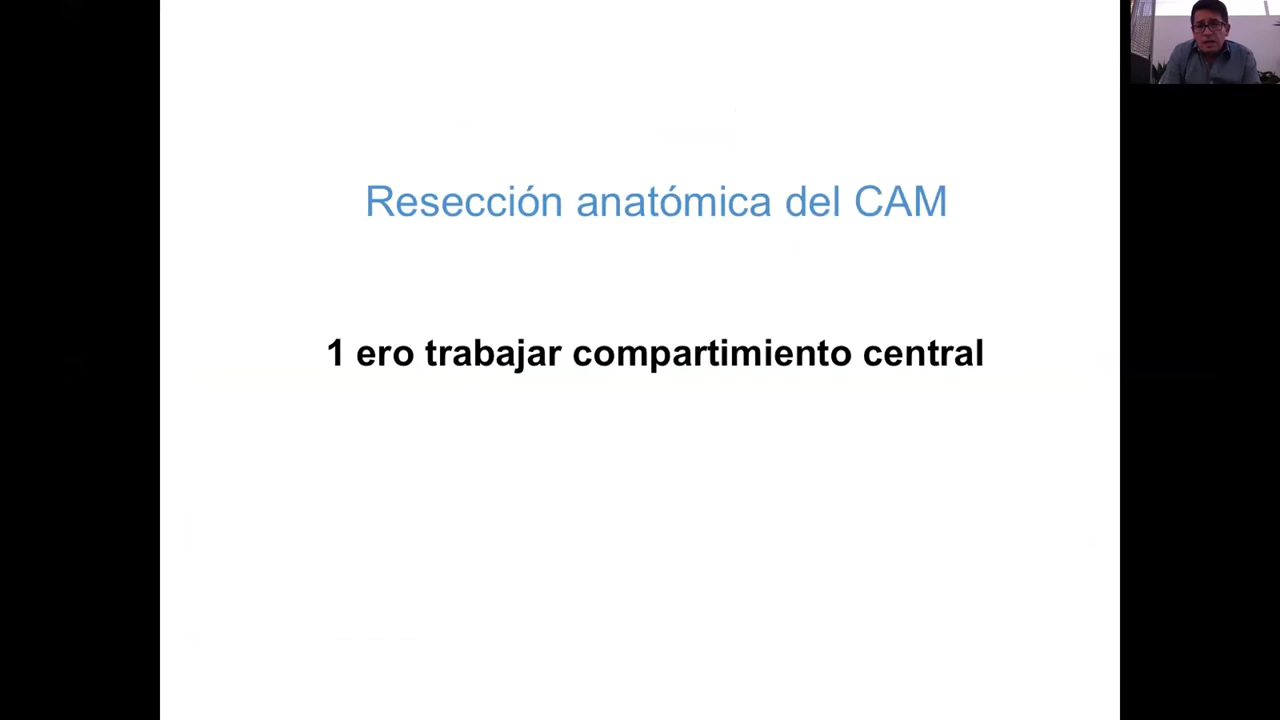 Resección anatómica del CAM
1 ero trabajar compartimiento central